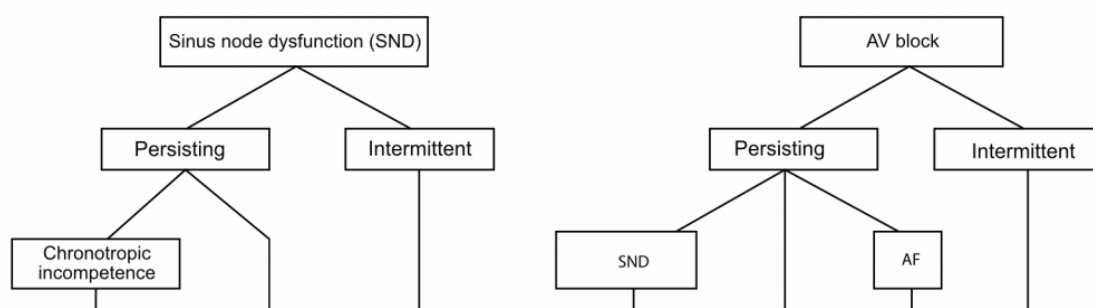 Sinus node dysfunction (SND)
AV block
Persisting
Intermittent
Persisting
Intermittent
Chronotropic
incompetence
SND
AF